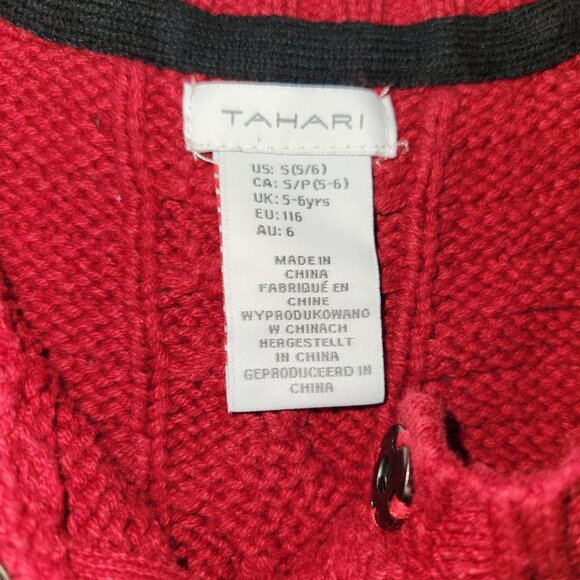 TAHARI
US: S(5/6)
CA: S/P(5-6)
UK: 5-6yrs
EU: 116
AU: 6
MADE IN
CHINA
FABRIQUÉ EN
CHINE
WYPRODUKOWANO
W CHINACH
HERGESTELLT
IN CHINA
GEPRODUCEERD IN
CHINA